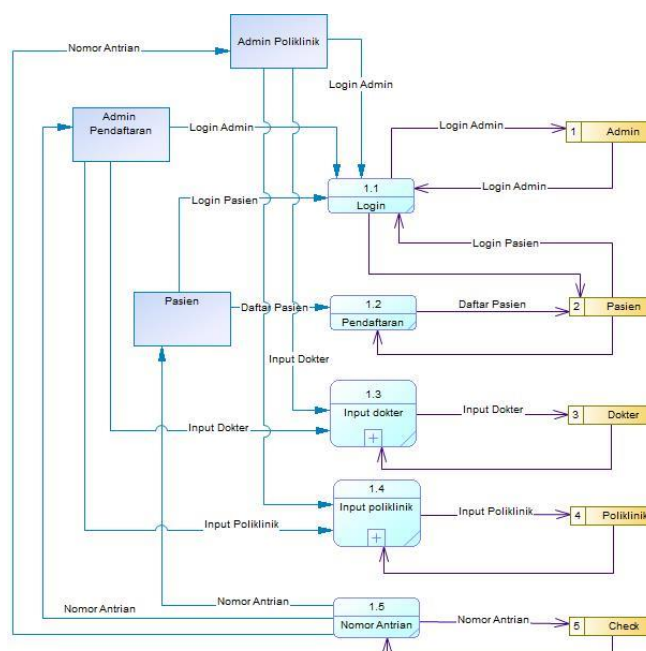 Nomor Antrian
Admin Poliklinik
Login Admin
Admin
Pendaftaran
Login Admin
Login Admin
1 Admin
1.1
Login
Login Admin
Login Pasien
Login Pasien
Pasien
Daftar Pasien
1.2
Pendaftaran
Daftar Pasien
2 Pasien
Input Dokter
1.3
Input dokter
Input Dokter
Input Dokter
3 Dokter
1.4
Input poliklinik
Input Poliklinik
Input Poliklinik
4 Poliklinik
Nomor Antrian
Nomor Antrian
1.5
Nomor Antrian
Nomor Antrian
5 Check